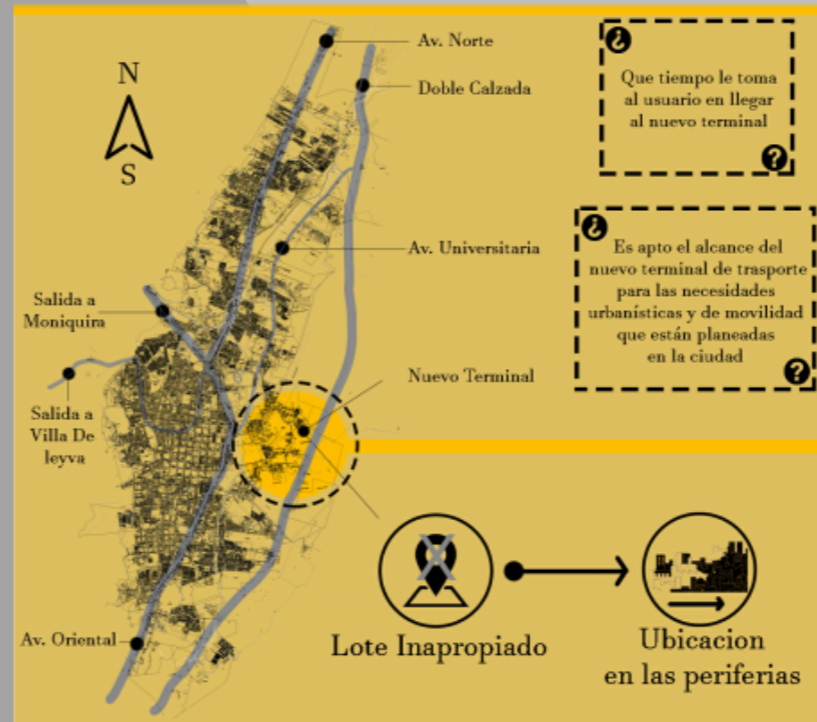 Av. Norte
Doble Calzada
N
S
¿
Que tiempo le toma
al usuario en llegar
al nuevo terminal
?
¿
Es apto el alcance del
nuevo terminal de trasporte
para las necesidades
urbanísticas y de movilidad
que están planeadas
en la ciudad
?
Av. Universitaria
Salida a
Moniquira
Nuevo Terminal
Salida a
Villa De
leyva
Av. Oriental
Lote Inapropiado
Ubicacion
en las periferias